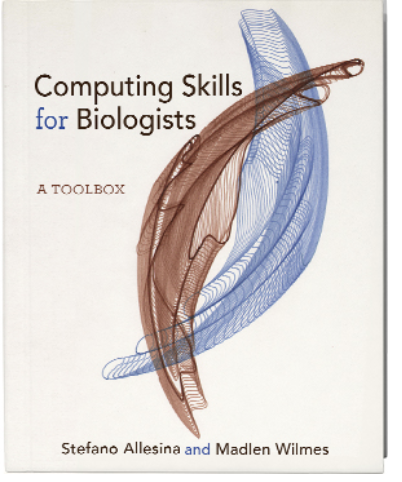 Computing Skills
for Biologists
A TOOLBOX
Stefano Allesina and Madlen Wilmes